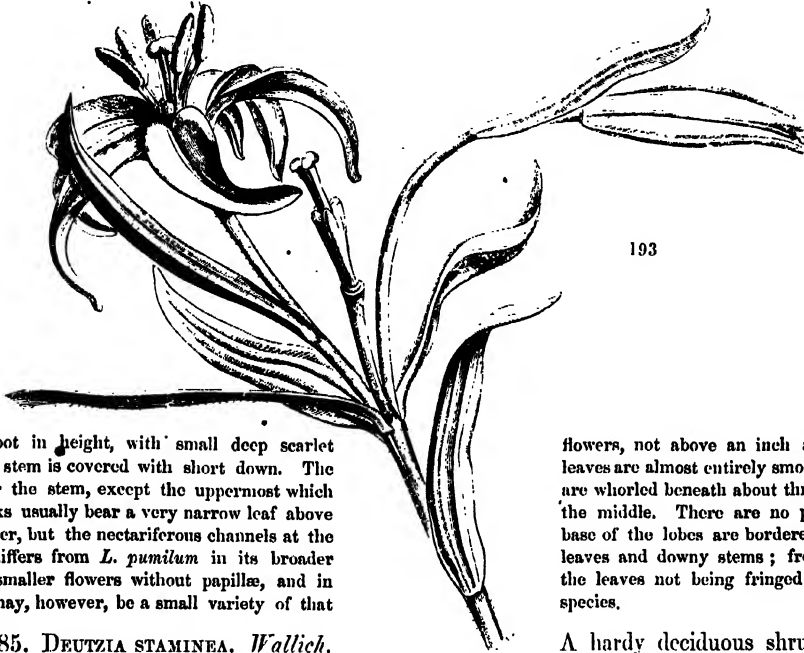 193
oot in height, with small deep scarlet
stem is covered with short down. The
the stem, except the uppermost which
ks usually bear a very narrow leaf above
er, but the nectariferous channels at the
iffers from L. pumilum in its broader
smaller flowers without papillæ, and in
nay, however, be a small variety of that
85. DEUTZIA STAMINEA. Wallich.
flowers, not above an inch a
leaves are almost entirely smo
are whorled beneath about thr
the middle. There are no p
base of the lobes are bordere
leaves and downy stems; fr
the leaves not being fringed
species.
A hardy deciduous shru